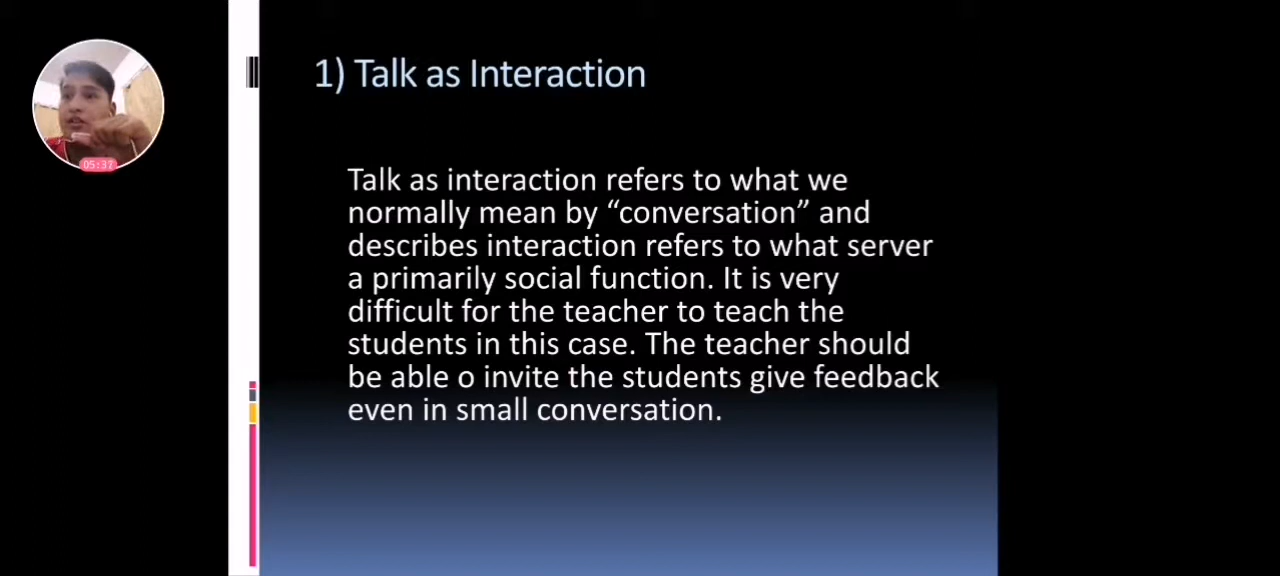 1) Talk as Interaction
Talk as interaction refers to what we
normally mean by “conversation” and
describes interaction refers to what server
a primarily social function. It is very
difficult for the teacher to teach the
students in this case. The teacher should
be able o invite the students give feedback
even in small conversation.
05:37